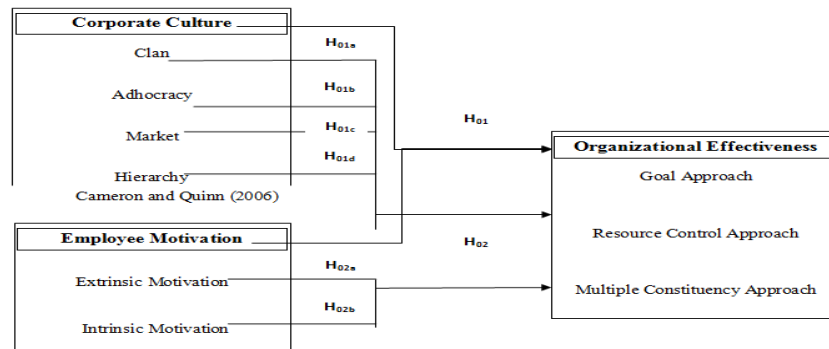 Corporate Culture
Clan
H01a
Adhocracy
H01b
Market
H01c
Hierarchy
H01d
Cameron and Quinn (2006)
Employee Motivation
Extrinsic Motivation
H02a
Intrinsic Motivation
H02b
H01
H02
Organizational Effectiveness
Goal Approach
Resource Control Approach
Multiple Constituency Approach